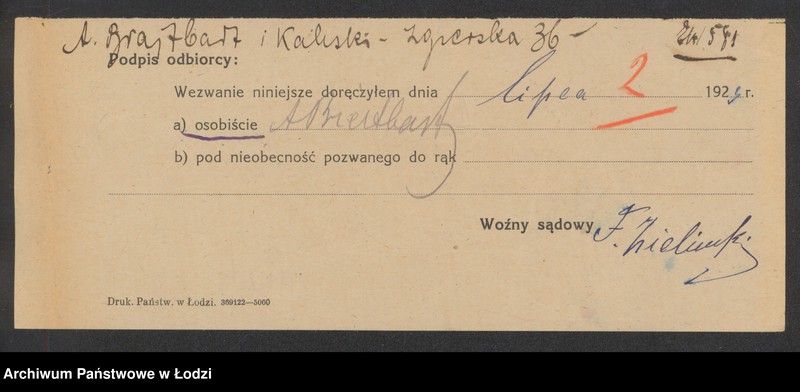 A. Brajtbart i Kaliski - Zgierska 36 -
Podpis odbiorcy:
Wezwanie niniejsze doręczyłem dnia lipca 2 192 r.
a) osobiście ABreitbart
b) pod nieobecność pozwanego do rąk
Woźny sądowy F. Zieliński
Druk. Państw. w Łodzi. 369122—5000
Archiwum Państwowe w Łodzi